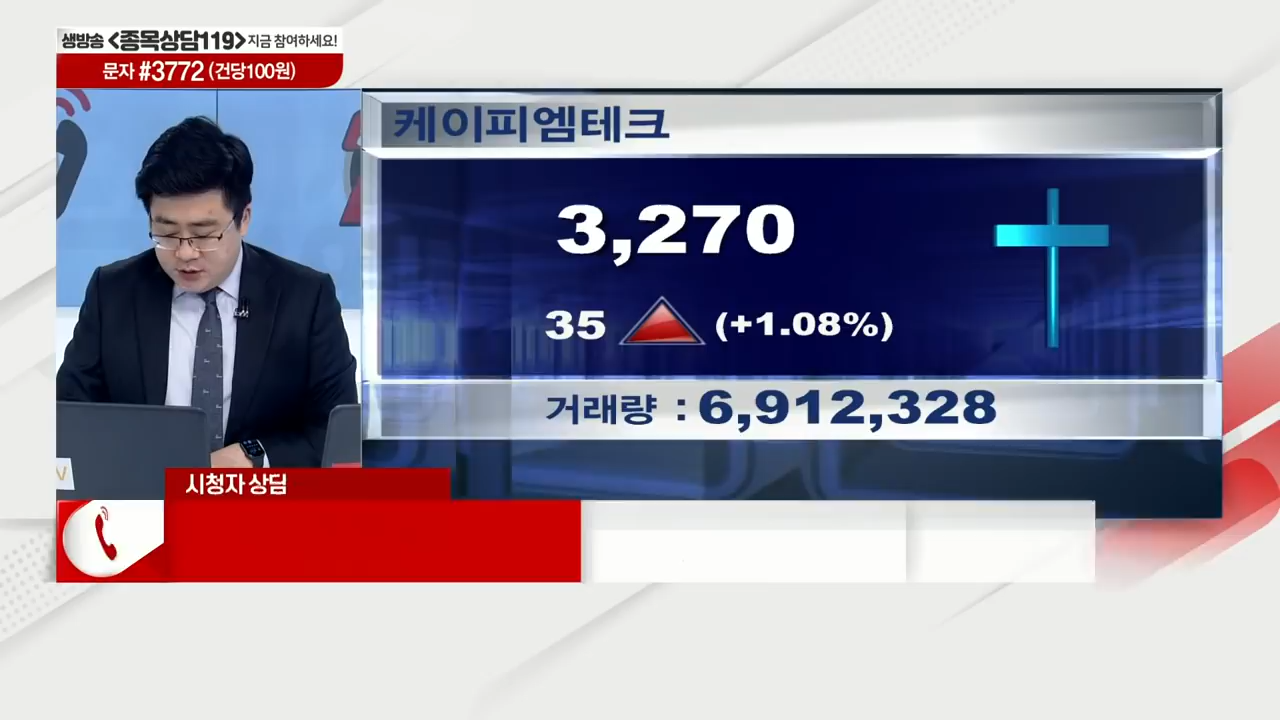 생방송 <종목상담119> 지금 참여하세요!
문자 #3772 (건당100원)
케이피엠테크
3,270
35 ▲ (+1.08%)
거래량 : 6,912,328
시청자 상담